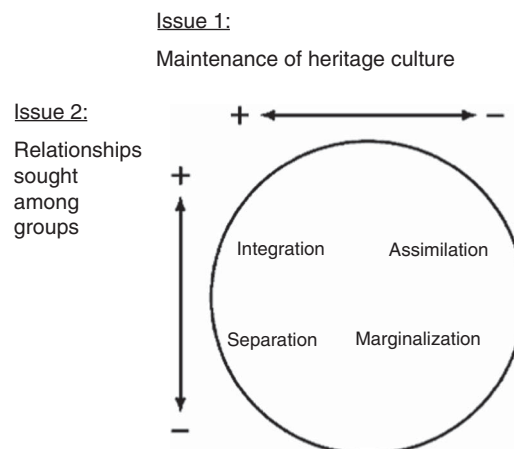 Issue 1:
Maintenance of heritage culture
Issue 2:
Relationships
sought
among
groups
+ −
+
Integration Assimilation
Separation Marginalization
−